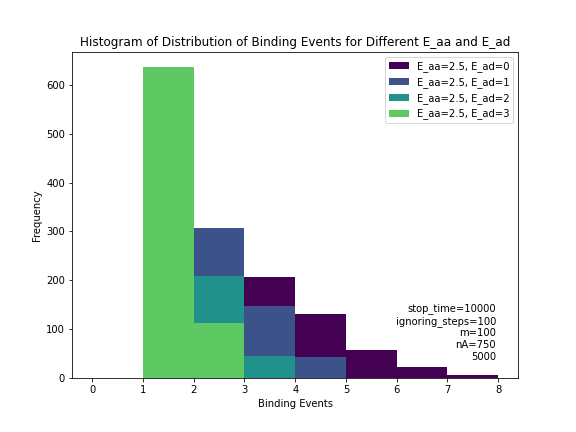 Histogram of Distribution of Binding Events for Different E_aa and E_ad
E_aa=2.5, E_ad=0
E_aa=2.5, E_ad=1
E_aa=2.5, E_ad=2
E_aa=2.5, E_ad=3
600
500
400
300
200
100
0
Frequency
stop_time=10000
ignoring_steps=100
m=100
nA=750
5000
0 1 2 3 4 5 6 7 8
Binding Events